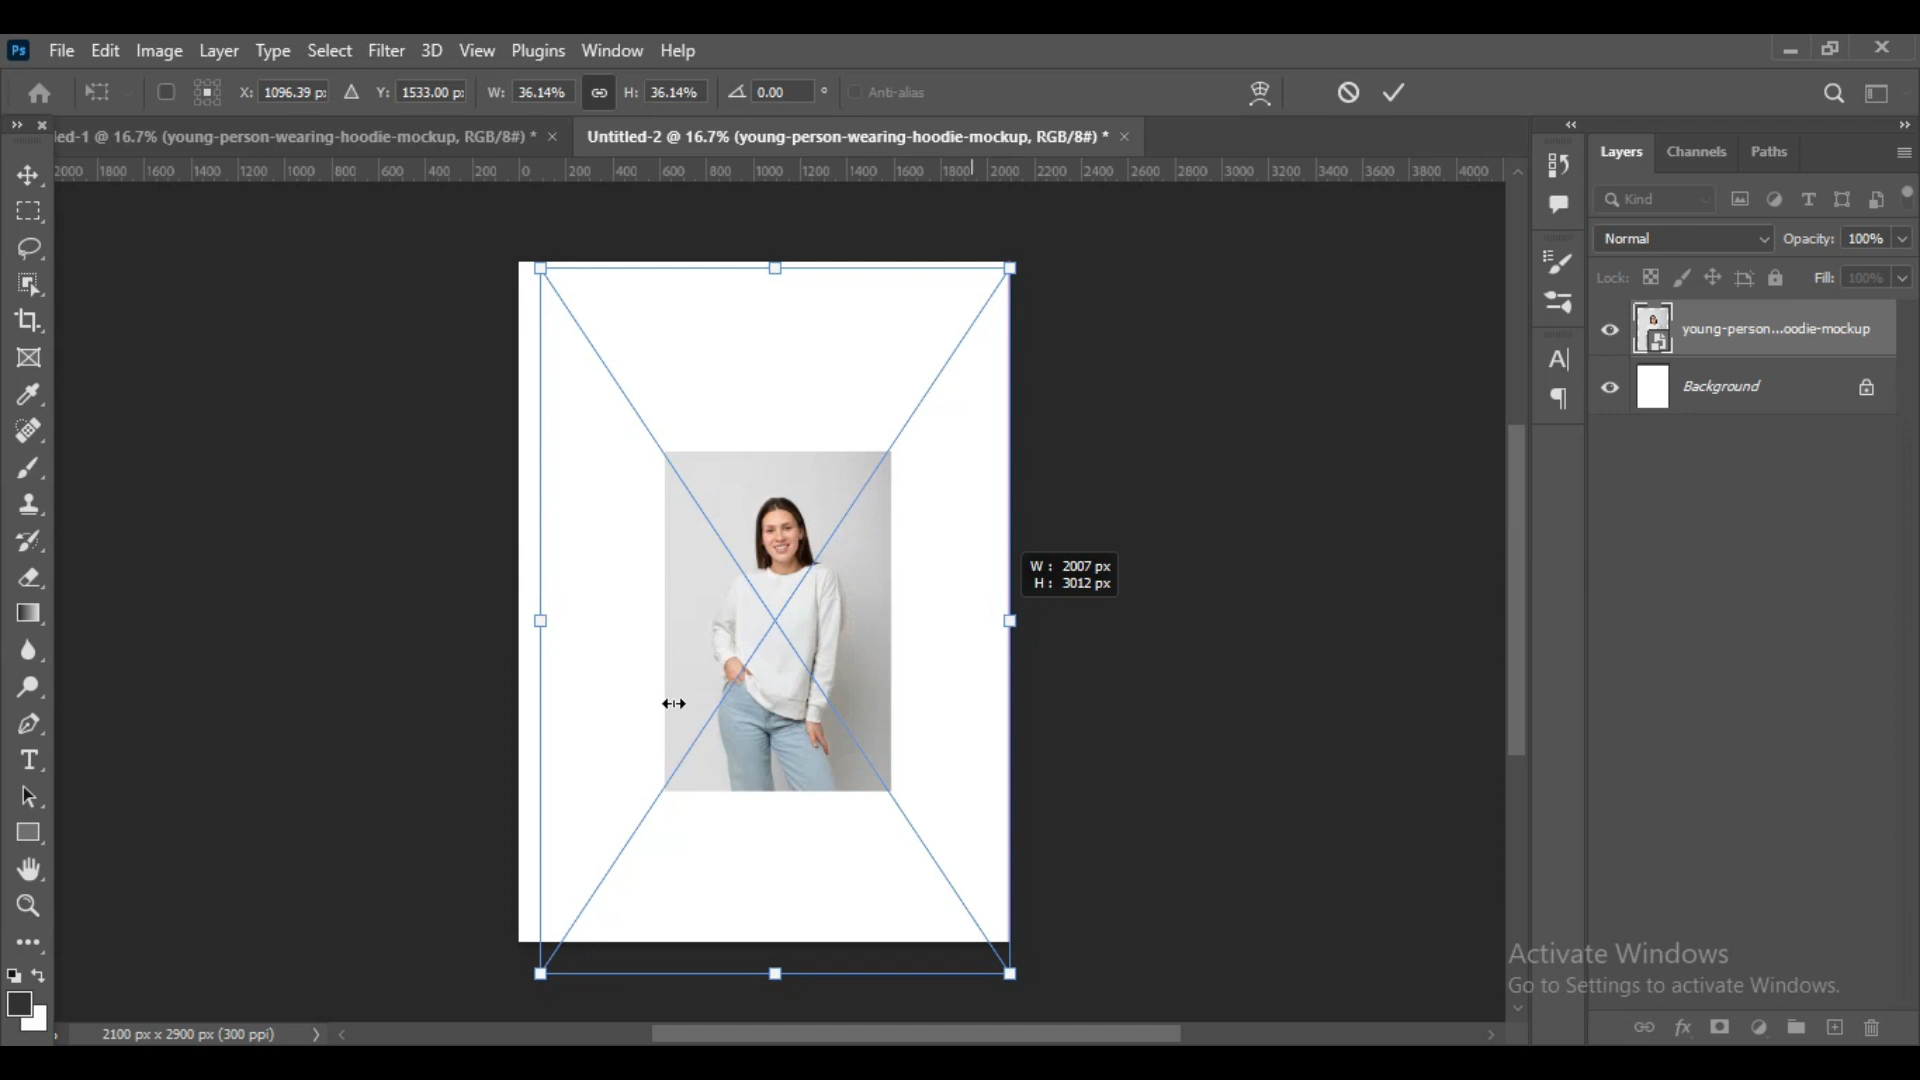 Ps File Edit Image Layer Type Select Filter 3D View Plugins Window Help
X: 1096.39 p: Y: 1533.00 p: W: 36.14% H: 36.14% 0.00 ° Anti-alias
led-1 @ 16.7% (young-person-wearing-hoodie-mockup, RGB/8#) * ×
Untitled-2 @ 16.7% (young-person-wearing-hoodie-mockup, RGB/8#) * ×
2000 1800 1600 1400 1200 1000 800 600 400 200 0 200 400 600 800 1000 1200 1400 1600 1800 2000 2200 2400 2600 2800 3000 3200 3400 3600 3800 4000
Layers Channels Paths
Kind
Normal Opacity: 100%
Lock: Fill: 100%
young-person...oodie-mockup
Background
W : 2007 px
H : 3012 px
Activate Windows
Go to Settings to activate Windows.
2100 px x 2900 px (300 ppi)